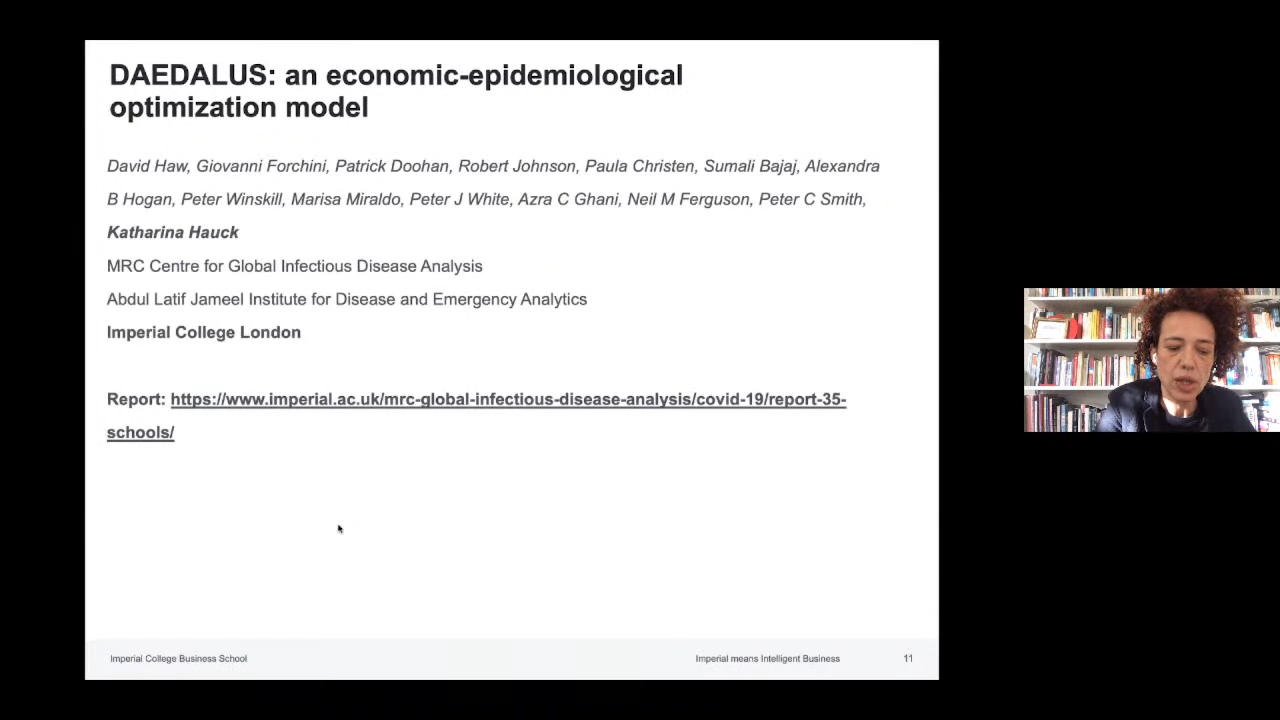 DAEDALUS: an economic-epidemiological
optimization model
David Haw, Giovanni Forchini, Patrick Doohan, Robert Johnson, Paula Christen, Sumali Bajaj, Alexandra
B Hogan, Peter Winskill, Marisa Miraldo, Peter J White, Azra C Ghani, Neil M Ferguson, Peter C Smith,
Katharina Hauck
MRC Centre for Global Infectious Disease Analysis
Abdul Latif Jameel Institute for Disease and Emergency Analytics
Imperial College London
Report: https://www.imperial.ac.uk/mrc-global-infectious-disease-analysis/covid-19/report-35-
schools/
Imperial College Business School
Imperial means Intelligent Business
11